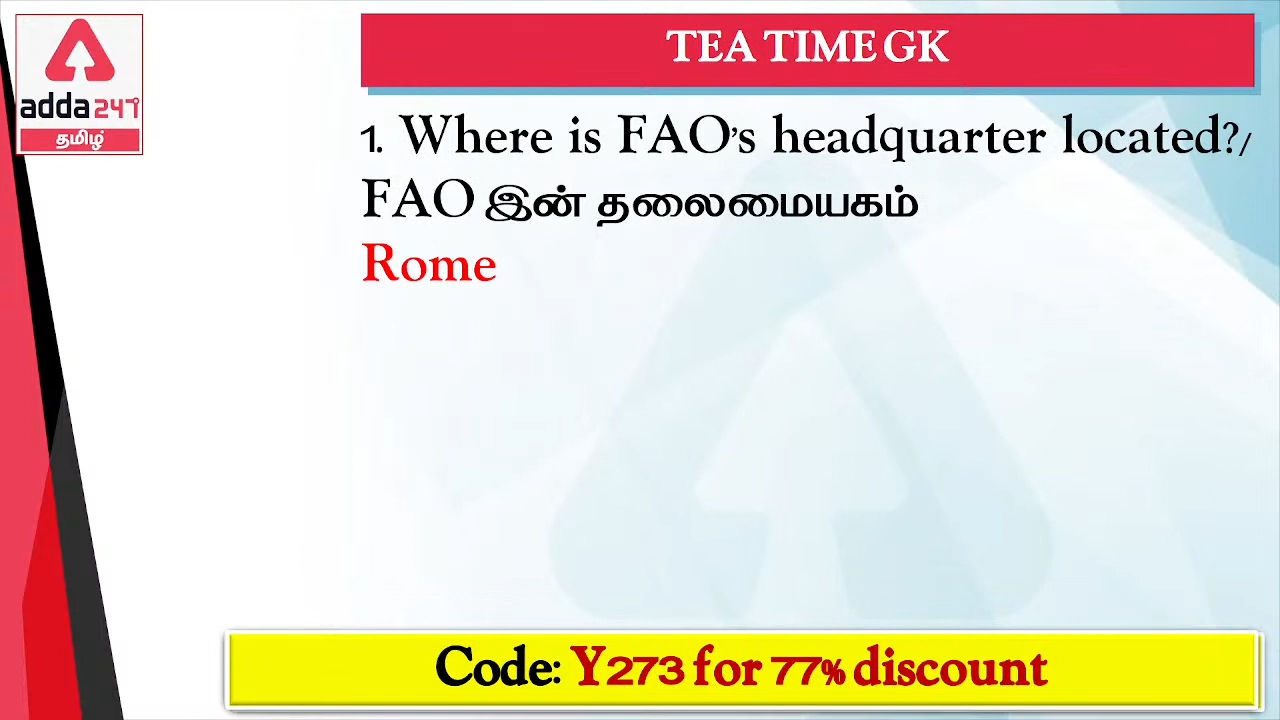 adda247
தமிழ்
TEA TIME GK
1. Where is FAO's headquarter located?/
FAO இன் தலைமையகம்
Rome
Code: Y273 for 77% discount